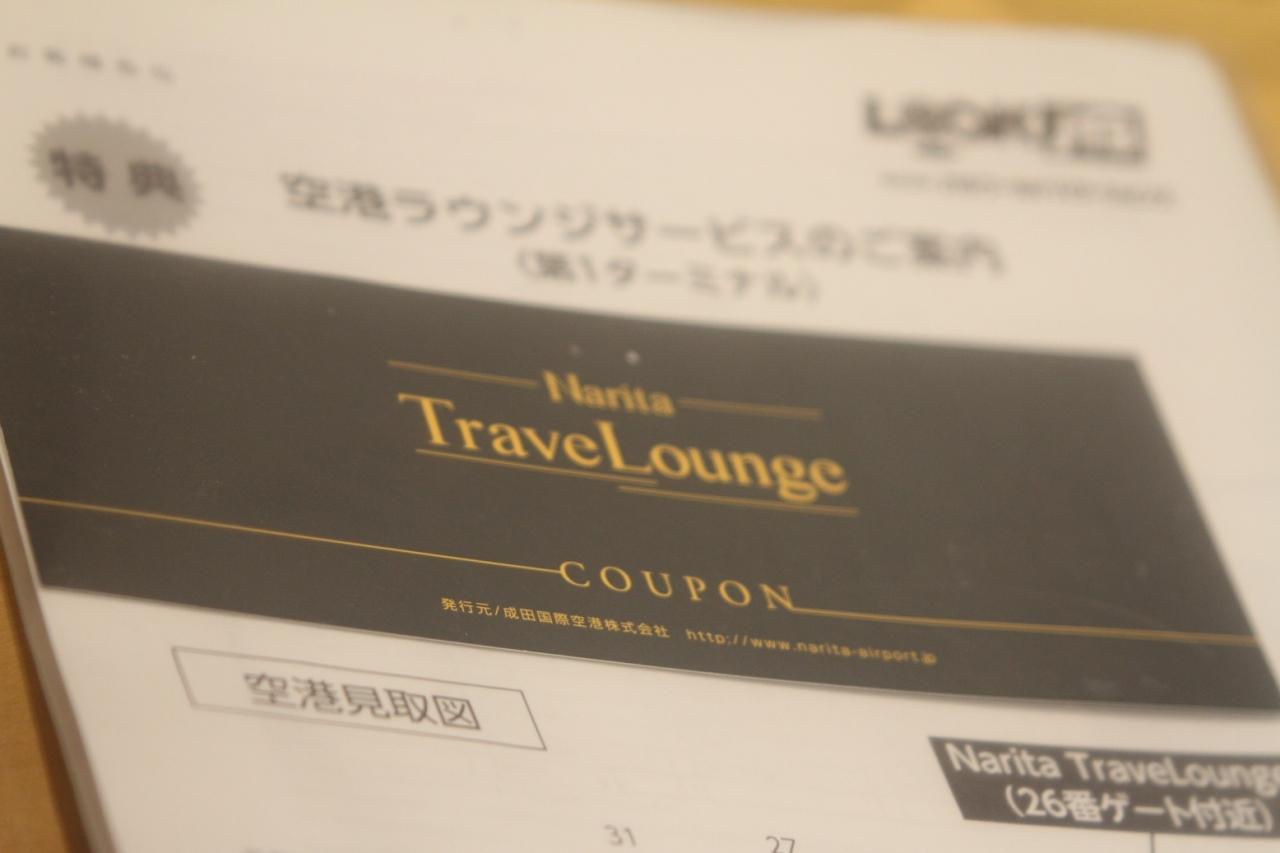 特典
空港ラウンジサービスのご案内
(第1ターミナル)
Narita
TraveLounge
COUPON
発行元/成田国際空港株式会社 http://www.narita-airport.jp
空港見取図
Narita TraveLounge
(26番ゲート付近)
31 27